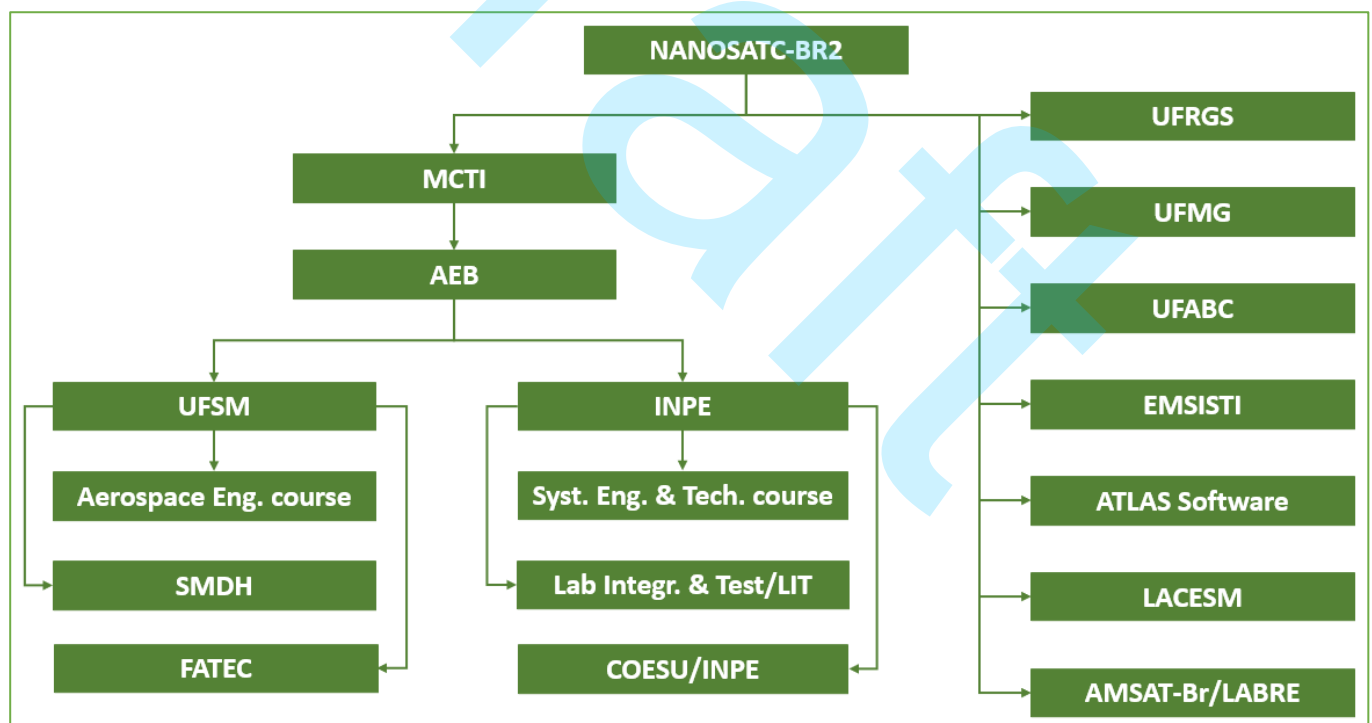 NANOSATC-BR2
MCTI
AEB
UFSM
Aerospace Eng. course
SMDH
FATEC
INPE
Syst. Eng. & Tech. course
Lab Integr. & Test/LIT
COESU/INPE
UFRGS
UFMG
UFABC
EMSISTI
ATLAS Software
LACESM
AMSAT-Br/LABRE